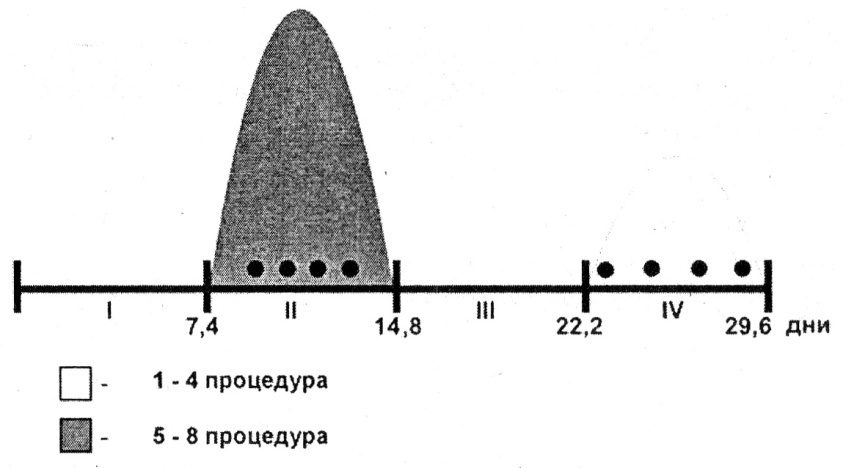 I II III IV
7,4 14,8 22,2 29,6 дни
- 1 - 4 процедура
- 5 - 8 процедура